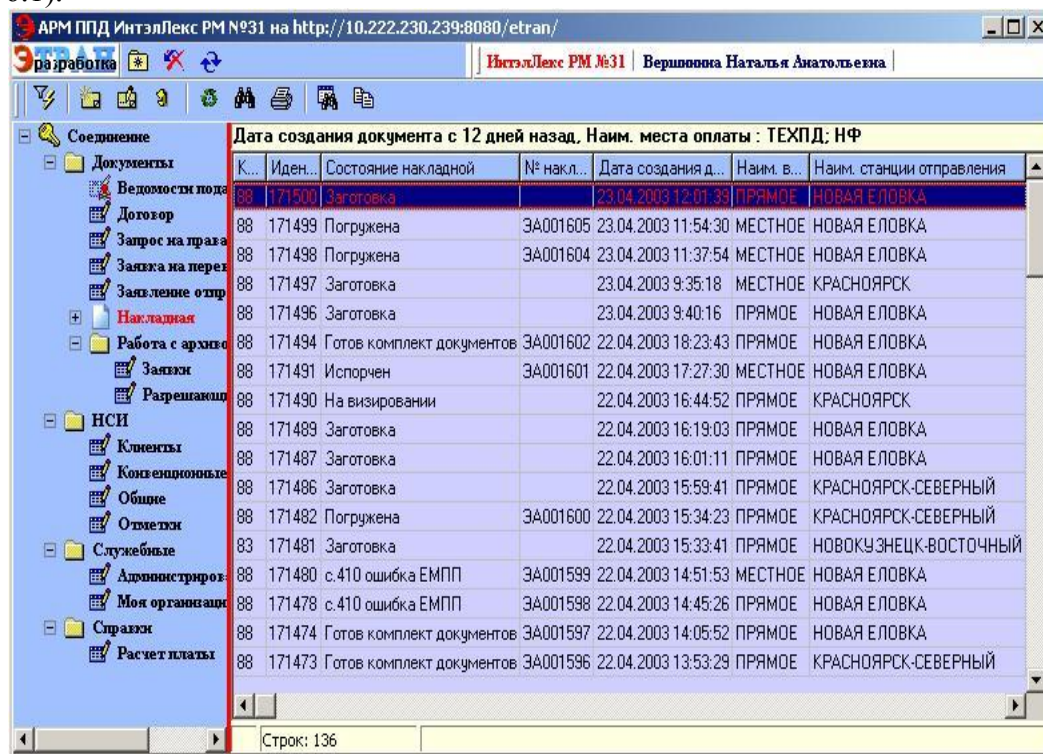 6.1).
АРМ ППД ИнтэлЛекс РМ №31 на http://10.222.230.239:8080/etran/
ЭТРАН разработка ИнтэлЛекс РМ №31 Вершинина Наталья Анатольевна
Соединение
Документы
Ведомости пода
Договор
Запрос на права
Заявка на перев
Заявление отпр
Накладная
Работа с архиво
Заявки
Разрешающи
НСИ
Клиенты
Конвенционные
Общие
Отметки
Служебные
Администриров
Моя организаци
Справки
Расчет платы
Дата создания документа с 12 дней назад, Наим. места оплаты : ТЕХПД; НФ
К... Иден... Состояние накладной № накл... Дата создания д... Наим. в... Наим. станции отправления
88 171500 Заготовка 23.04.2003 12:01:39 ПРЯМОЕ НОВАЯ ЕЛОВКА
88 171499 Погружена ЭА001605 23.04.2003 11:54:30 МЕСТНОЕ НОВАЯ ЕЛОВКА
88 171498 Погружена ЭА001604 23.04.2003 11:37:54 МЕСТНОЕ НОВАЯ ЕЛОВКА
88 171497 Заготовка 23.04.2003 9:35:18 МЕСТНОЕ КРАСНОЯРСК
88 171496 Заготовка 23.04.2003 9:40:16 ПРЯМОЕ НОВАЯ ЕЛОВКА
88 171494 Готов комплект документов ЭА001602 22.04.2003 18:23:43 ПРЯМОЕ НОВАЯ ЕЛОВКА
88 171491 Испорчен ЭА001601 22.04.2003 17:27:30 МЕСТНОЕ НОВАЯ ЕЛОВКА
88 171490 На визировании 22.04.2003 16:44:52 ПРЯМОЕ КРАСНОЯРСК
88 171489 Заготовка 22.04.2003 16:19:03 ПРЯМОЕ НОВАЯ ЕЛОВКА
88 171487 Заготовка 22.04.2003 16:01:11 ПРЯМОЕ НОВАЯ ЕЛОВКА
88 171486 Заготовка 22.04.2003 15:59:41 ПРЯМОЕ КРАСНОЯРСК-СЕВЕРНЫЙ
88 171482 Погружена ЭА001600 22.04.2003 15:34:23 ПРЯМОЕ КРАСНОЯРСК-СЕВЕРНЫЙ
83 171481 Заготовка 22.04.2003 15:33:41 ПРЯМОЕ НОВОКУЗНЕЦК-ВОСТОЧНЫЙ
88 171480 с.410 ошибка ЕМПП ЭА001599 22.04.2003 14:51:53 МЕСТНОЕ НОВАЯ ЕЛОВКА
88 171478 с.410 ошибка ЕМПП ЭА001598 22.04.2003 14:45:26 ПРЯМОЕ НОВАЯ ЕЛОВКА
88 171474 Готов комплект документов ЭА001597 22.04.2003 14:05:52 ПРЯМОЕ НОВАЯ ЕЛОВКА
88 171473 Готов комплект документов ЭА001596 22.04.2003 13:53:29 ПРЯМОЕ КРАСНОЯРСК-СЕВЕРНЫЙ
Строк: 136